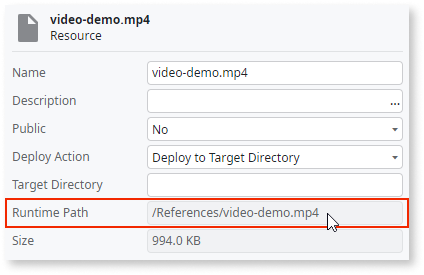 video-demo.mp4
Resource
Name video-demo.mp4
Description ...
Public No
Deploy Action Deploy to Target Directory
Target Directory
Runtime Path /References/video-demo.mp4
Size 994.0 KB